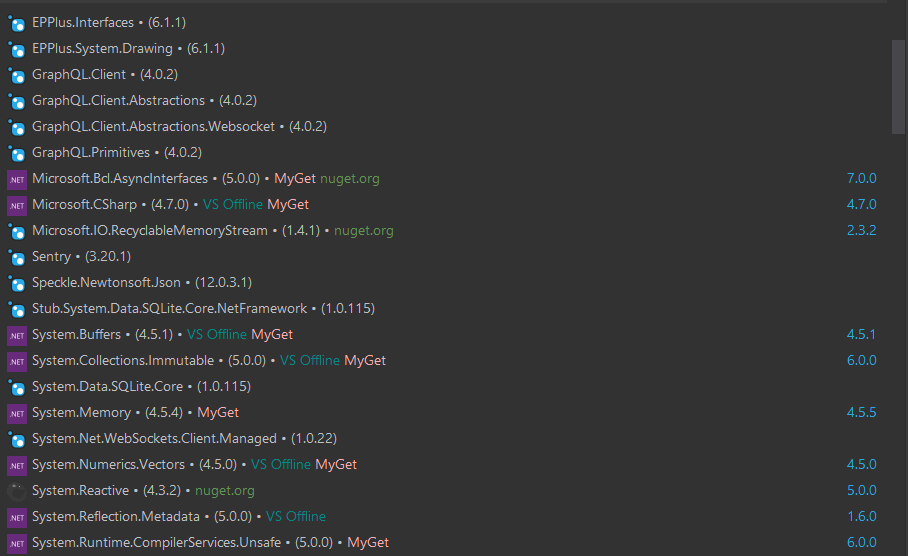 EPPlus.Interfaces • (6.1.1)
EPPlus.System.Drawing • (6.1.1)
GraphQL.Client • (4.0.2)
GraphQL.Client.Abstractions • (4.0.2)
GraphQL.Client.Abstractions.Websocket • (4.0.2)
GraphQL.Primitives • (4.0.2)
.NET Microsoft.Bcl.AsyncInterfaces • (5.0.0) • MyGet nuget.org 7.0.0
.NET Microsoft.CSharp • (4.7.0) • VS Offline MyGet 4.7.0
Microsoft.IO.RecyclableMemoryStream • (1.4.1) • nuget.org 2.3.2
Sentry • (3.20.1)
Speckle.Newtonsoft.Json • (12.0.3.1)
Stub.System.Data.SQLite.Core.NetFramework • (1.0.115)
.NET System.Buffers • (4.5.1) • VS Offline MyGet 4.5.1
.NET System.Collections.Immutable • (5.0.0) • VS Offline MyGet 6.0.0
System.Data.SQLite.Core • (1.0.115)
.NET System.Memory • (4.5.4) • MyGet 4.5.5
System.Net.WebSockets.Client.Managed • (1.0.22)
.NET System.Numerics.Vectors • (4.5.0) • VS Offline MyGet 4.5.0
System.Reactive • (4.3.2) • nuget.org 5.0.0
.NET System.Reflection.Metadata • (5.0.0) • VS Offline 1.6.0
.NET System.Runtime.CompilerServices.Unsafe • (5.0.0) • MyGet 6.0.0